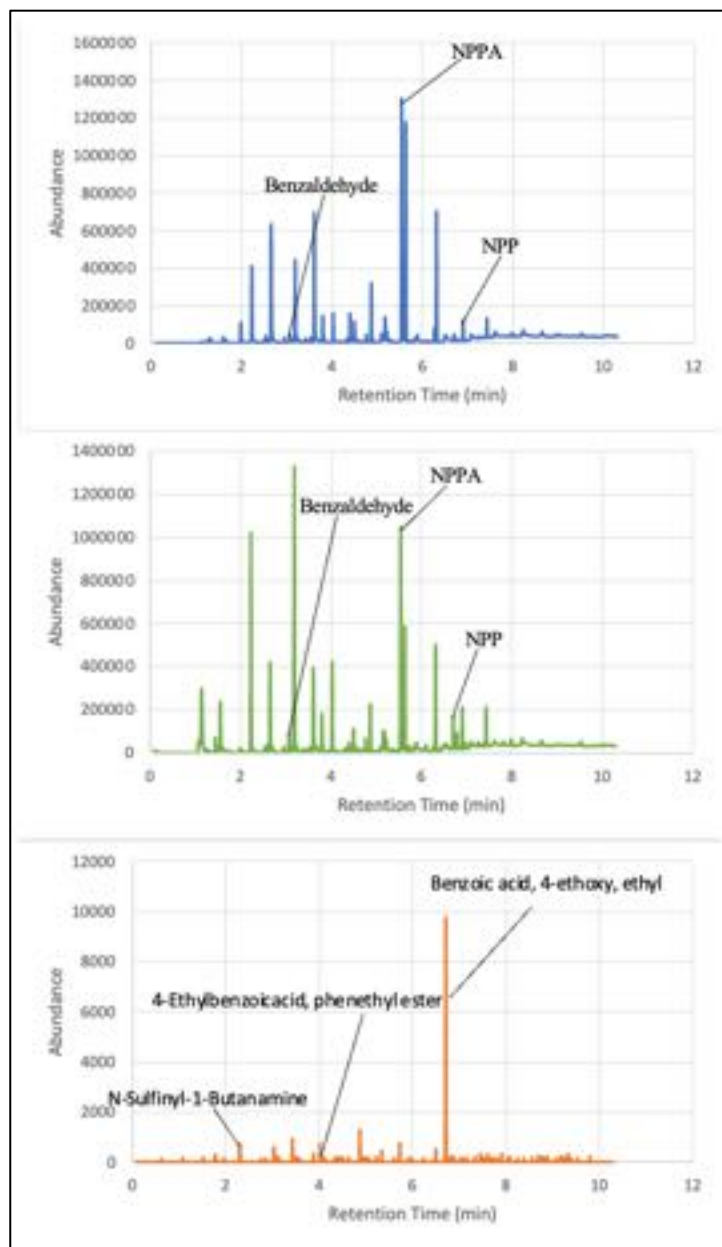 1600000
1400000
1200000
1000000
800000
600000
400000
200000
0
Abundance
NPPA
Benzaldehyde
NPP
0 2 4 6 8 10 12
Retention Time (min)
1400000
1200000
1000000
800000
600000
400000
200000
0
Abundance
NPPA
Benzaldehyde
NPP
0 2 4 6 8 10 12
Retention Time (min)
12000
10000
8000
6000
4000
2000
0
Abundance
Benzoic acid, 4-ethoxy, ethyl
4-Ethylbenzoicacid, phenethyl ester
N-Sulfinyl-1-Butanamine
0 2 4 6 8 10 12
Retention Time (min)